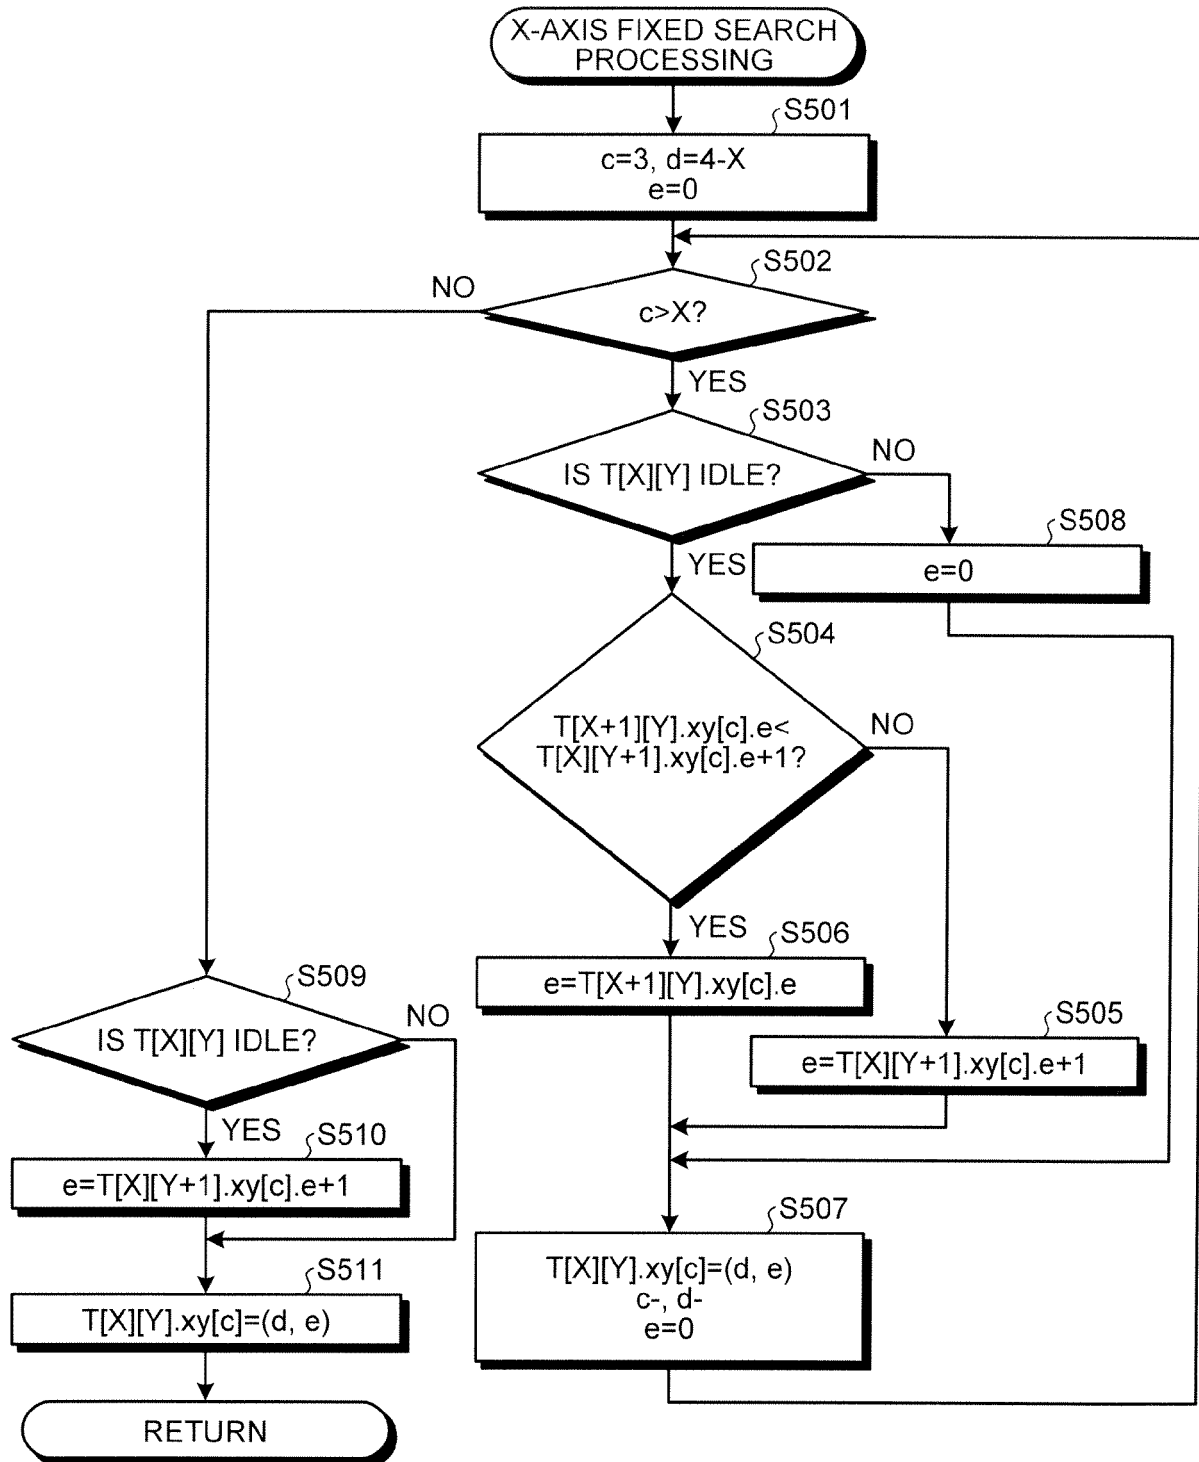 X-AXIS FIXED SEARCH
PROCESSING
S501
c=3, d=4-X
e=0
S502
NO
c>X?
YES
S503
NO
IS T[X][Y] IDLE?
YES
S508
e=0
S504
T[X+1][Y].xy[c].e<
T[X][Y+1].xy[c].e+1?
NO
YES
S506
e=T[X+1][Y].xy[c].e
S505
e=T[X][Y+1].xy[c].e+1
S509
NO
IS T[X][Y] IDLE?
YES
S510
e=T[X][Y+1].xy[c].e+1
S507
T[X][Y].xy[c]=(d, e)
c-, d-
e=0
S511
T[X][Y].xy[c]=(d, e)
RETURN